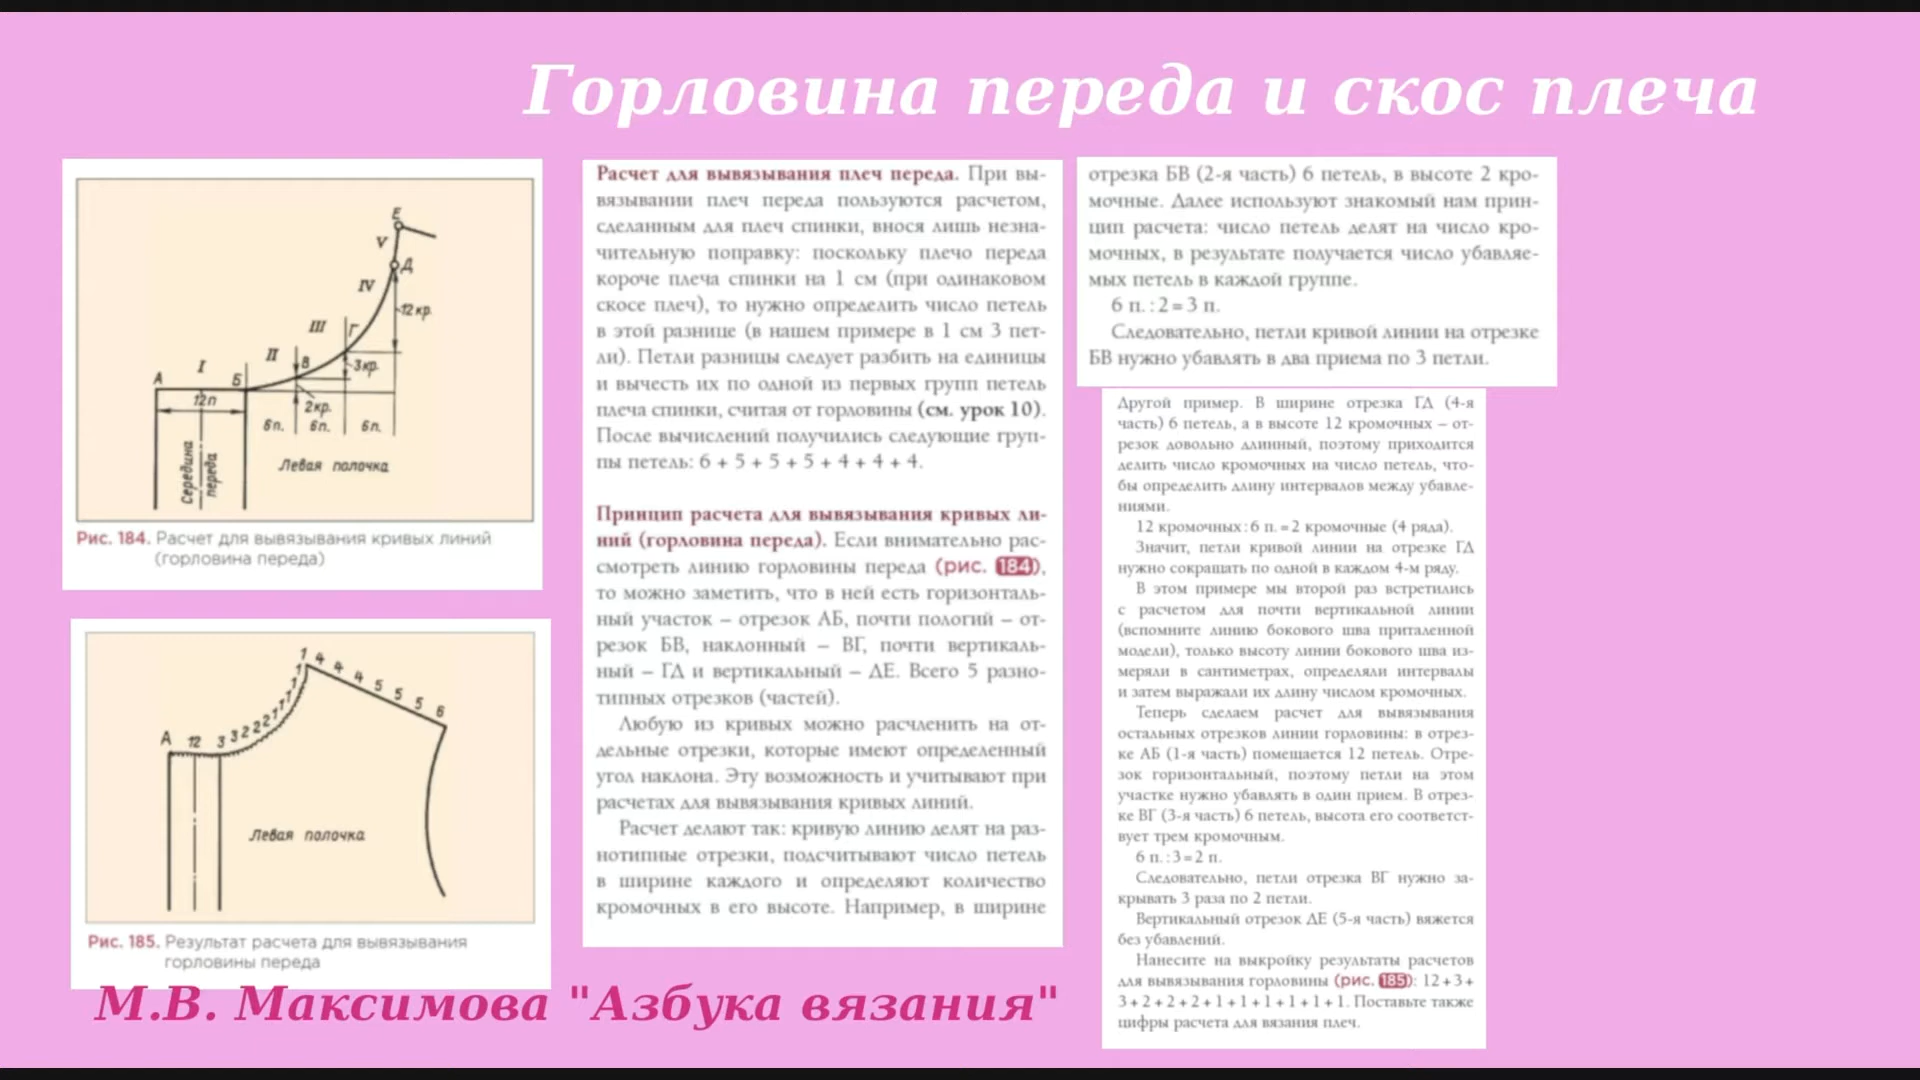 Горловина переда и скос плеча
Е
V
Д
IV
12 кр.
III
Г
II
В
3кр.
I
А
Б
12п
2кр.
6п.
6п.
6п.
Середина
переда
Левая полочка
Рис. 184. Расчет для вывязывания кривых линий
(горловина переда)
1 4 4 4 5 5 5 6
1
1
1
1
1
А 12 3 3 2 2 2
Левая полочка
Рис. 185. Результат расчета для вывязывания
горловины переда
М.В. Максимова "Азбука вязания"
Расчет для вывязывания плеч переда. При вы-
вязывании плеч переда пользуются расчетом,
сделанным для плеч спинки, внося лишь незна-
чительную поправку: поскольку плечо переда
короче плеча спинки на 1 см (при одинаковом
скосе плеч), то нужно определить число петель
в этой разнице (в нашем примере в 1 см 3 пет-
ли). Петли разницы следует разбить на единицы
и вычесть их по одной из первых групп петель
плеча спинки, считая от горловины (см. урок 10).
После вычислений получились следующие груп-
пы петель: 6 + 5 + 5 + 5 + 4 + 4 + 4.
Принцип расчета для вывязывания кривых ли-
ний (горловина переда). Если внимательно рас-
смотреть линию горловины переда (рис. 184),
то можно заметить, что в ней есть горизонталь-
ный участок – отрезок АБ, почти пологий – от-
резок БВ, наклонный – ВГ, почти вертикаль-
ный – ГД и вертикальный – ДЕ. Всего 5 разно-
типных отрезков (частей).
Любую из кривых можно расчленить на от-
дельные отрезки, которые имеют определенный
угол наклона. Эту возможность и учитывают при
расчетах для вывязывания кривых линий.
Расчет делают так: кривую линию делят на раз-
нотипные отрезки, подсчитывают число петель
в ширине каждого и определяют количество
кромочных в его высоте. Например, в ширине
отрезка БВ (2-я часть) 6 петель, в высоте 2 кро-
мочные. Далее используют знакомый нам прин-
цип расчета: число петель делят на число кро-
мочных, в результате получается число убавляе-
мых петель в каждой группе.
6 п. : 2 = 3 п.
Следовательно, петли кривой линии на отрезке
БВ нужно убавлять в два приема по 3 петли.
Другой пример. В ширине отрезка ГД (4-я
часть) 6 петель, а в высоте 12 кромочных – от-
резок довольно длинный, поэтому приходится
делить число кромочных на число петель, что-
бы определить длину интервалов между убавле-
ниями.
12 кромочных : 6 п. = 2 кромочные (4 ряда).
Значит, петли кривой линии на отрезке ГД
нужно сокращать по одной в каждом 4-м ряду.
В этом примере мы второй раз встретились
с расчетом для почти вертикальной линии
(вспомните линию бокового шва приталенной
модели), только высоту линии бокового шва из-
меряли в сантиметрах, определяли интервалы
и затем выражали их длину числом кромочных.
Теперь сделаем расчет для вывязывания
остальных отрезков линии горловины: в отрез-
ке АБ (1-я часть) помещается 12 петель. Отре-
зок горизонтальный, поэтому петли на этом
участке нужно убавлять в один прием. В отрез-
ке ВГ (3-я часть) 6 петель, высота его соответст-
вует трем кромочным.
6 п. : 3 = 2 п.
Следовательно, петли отрезка ВГ нужно за-
крывать 3 раза по 2 петли.
Вертикальный отрезок ДЕ (5-я часть) вяжется
без убавлений.
Нанесите на выкройку результаты расчетов
для вывязывания горловины (рис. 185): 12 + 3 +
3 + 2 + 2 + 2 + 1 + 1 + 1 + 1 + 1 + 1. Поставьте также
цифры расчета для вязания плеч.